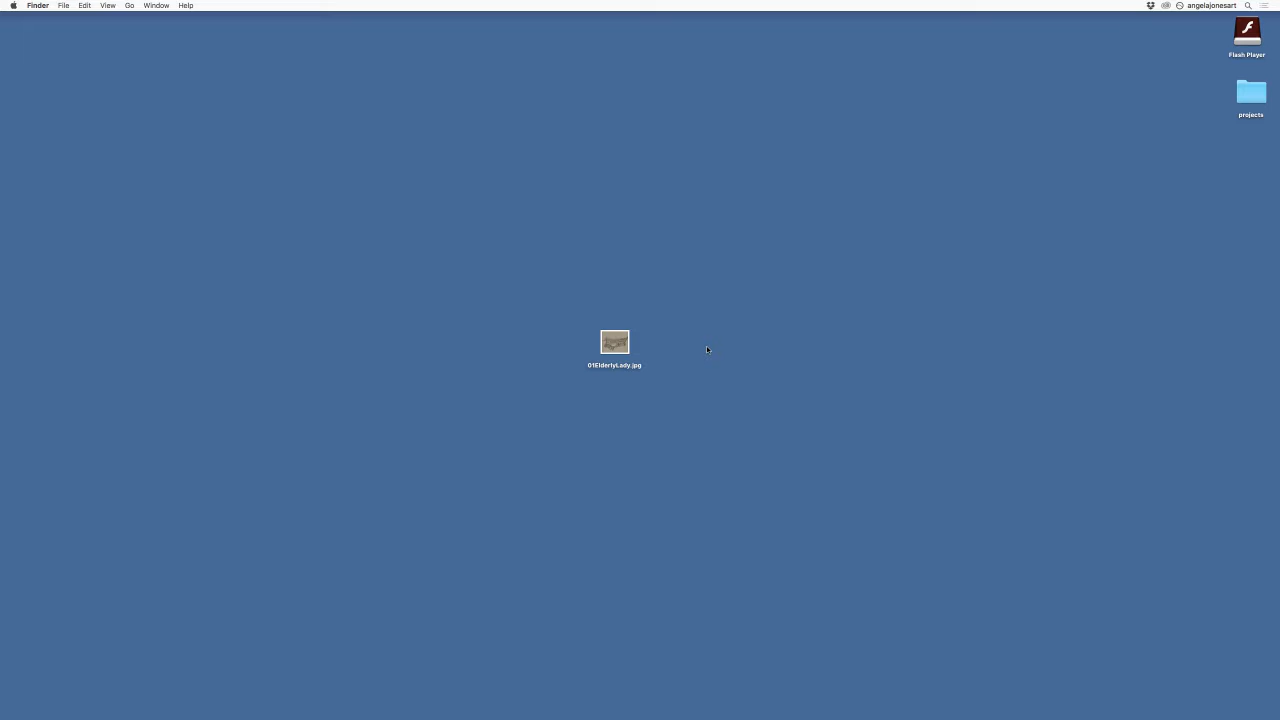 Finder File Edit View Go Window Help angelajonesart
Flash Player
projects
01ElderlyLady.jpg